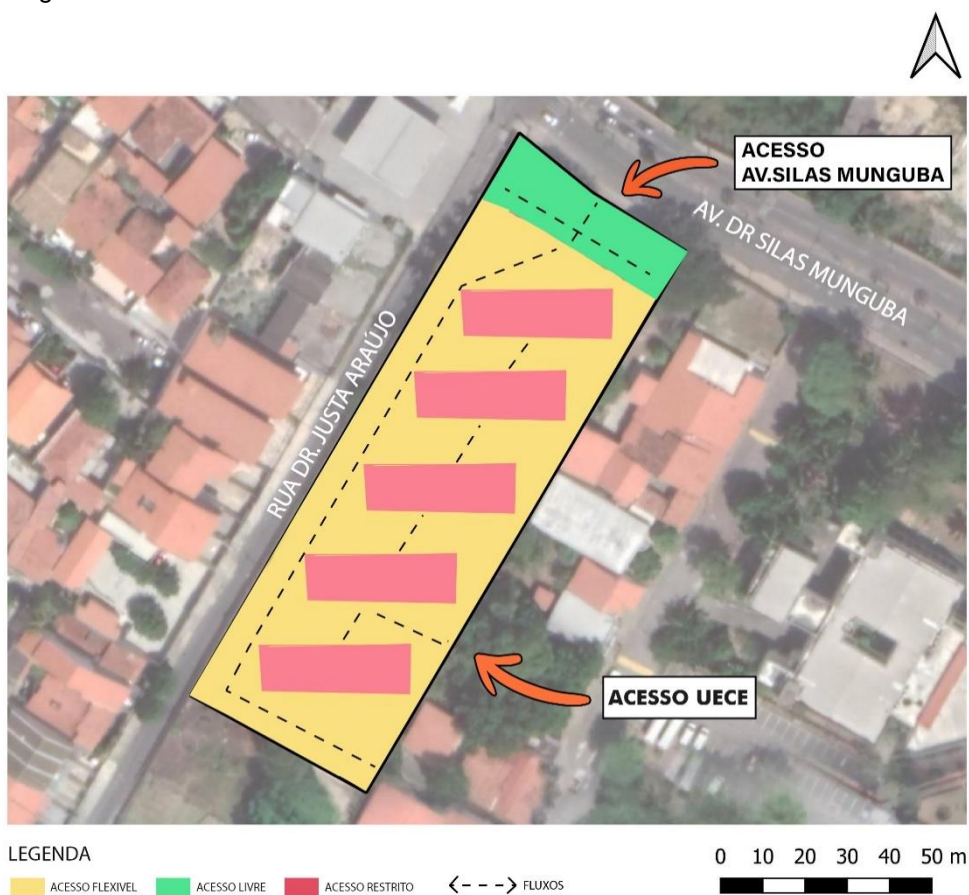 ACESSO
AV.SILAS MUNGUBA
AV. DR SILAS MUNGUBA
RUA DR. JUSTA ARAÚJO
ACESSO UECE
LEGENDA
0 10 20 30 40 50 m
ACESSO FLEXIVEL ACESSO LIVRE ACESSO RESTRITO FLUXOS